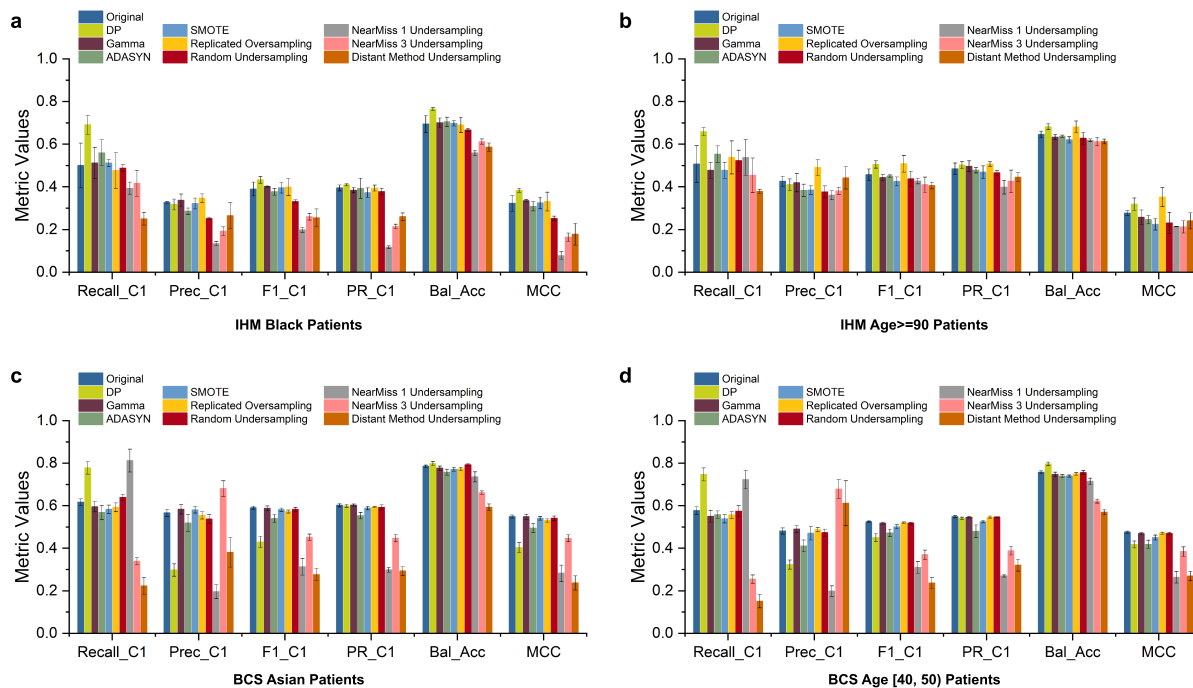 a
Original
DP
Gamma
ADASYN
SMOTE
Replicated Oversampling
Random Undersampling
NearMiss 1 Undersampling
NearMiss 3 Undersampling
Distant Method Undersampling
Metric Values
1.0
0.8
0.6
0.4
0.2
0.0
Recall_C1 Prec_C1 F1_C1 PR_C1 Bal_Acc MCC
IHM Black Patients
b
Original
DP
Gamma
ADASYN
SMOTE
Replicated Oversampling
Random Undersampling
NearMiss 1 Undersampling
NearMiss 3 Undersampling
Distant Method Undersampling
Metric Values
1.0
0.8
0.6
0.4
0.2
0.0
Recall_C1 Prec_C1 F1_C1 PR_C1 Bal_Acc MCC
IHM Age>=90 Patients
c
Original
DP
Gamma
ADASYN
SMOTE
Replicated Oversampling
Random Undersampling
NearMiss 1 Undersampling
NearMiss 3 Undersampling
Distant Method Undersampling
Metric Values
1.0
0.8
0.6
0.4
0.2
0.0
Recall_C1 Prec_C1 F1_C1 PR_C1 Bal_Acc MCC
BCS Asian Patients
d
Original
DP
Gamma
ADASYN
SMOTE
Replicated Oversampling
Random Undersampling
NearMiss 1 Undersampling
NearMiss 3 Undersampling
Distant Method Undersampling
Metric Values
1.0
0.8
0.6
0.4
0.2
0.0
Recall_C1 Prec_C1 F1_C1 PR_C1 Bal_Acc MCC
BCS Age [40, 50) Patients